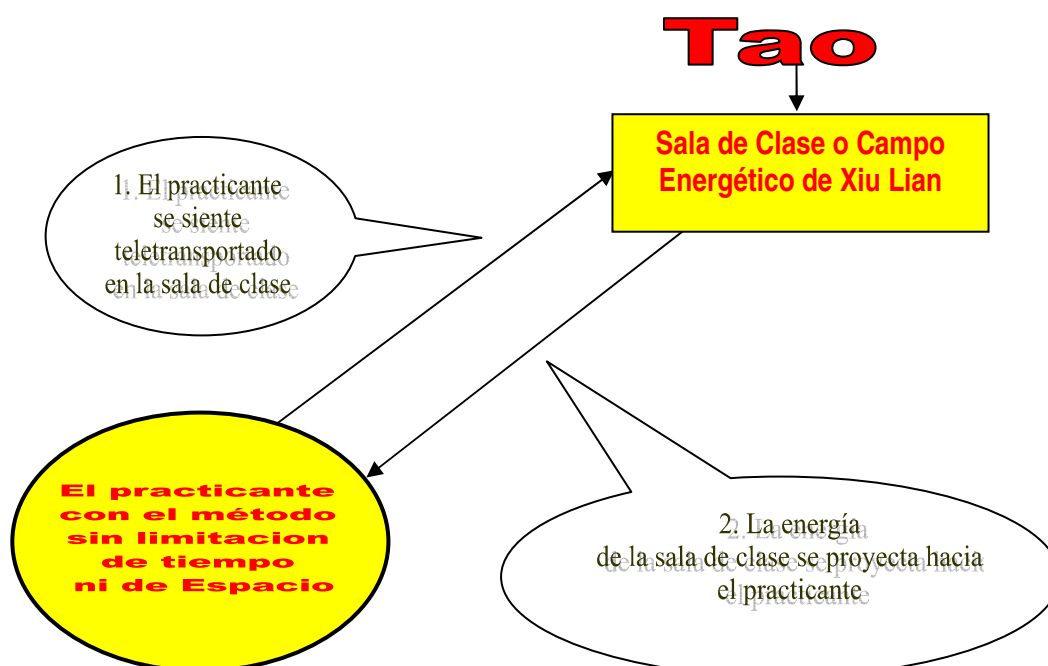 Tao
Sala de Clase o Campo
Energético de Xiu Lian
1. El practicante
se siente
teletransportado
en la sala de clase
El practicante
con el método
sin limitacion
de tiempo
ni de Espacio
2. La energía
de la sala de clase se proyecta hacia
el practicante